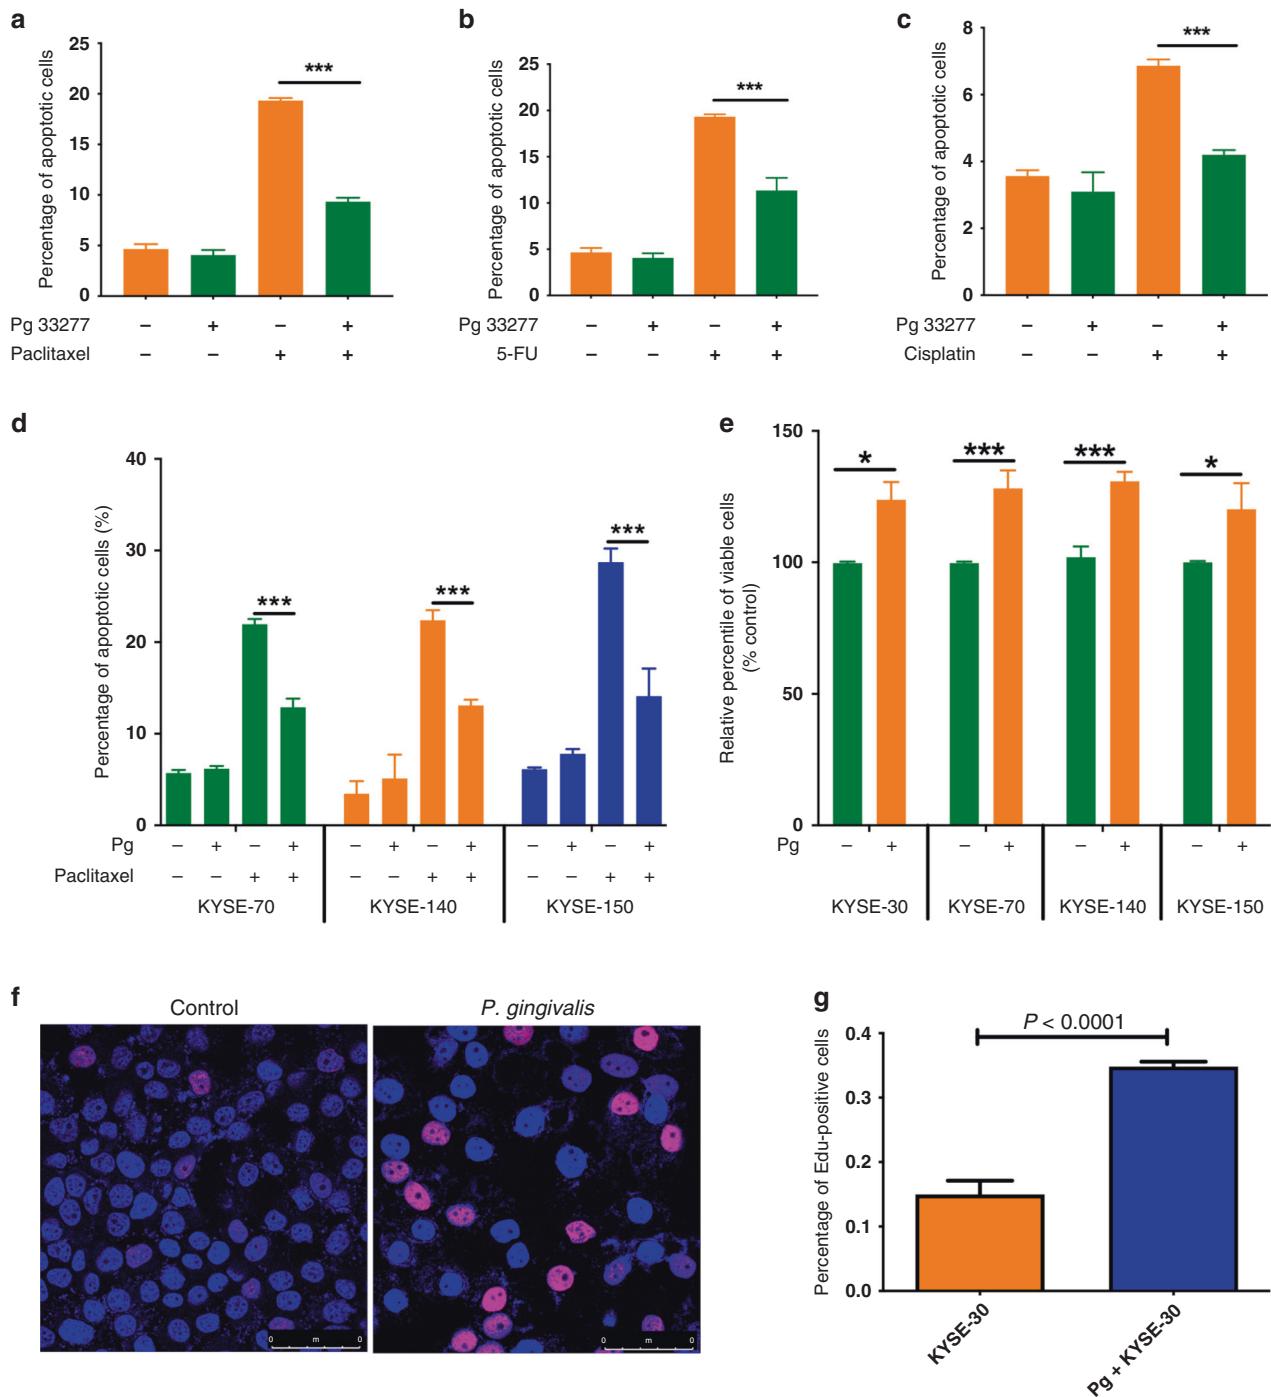 a
25
20
15
10
5
0
Percentage of apoptotic cells
***
Pg 33277 – + – +
Paclitaxel – – + +
b
25
20
15
10
5
0
Percentage of apoptotic cells
***
Pg 33277 – + – +
5-FU – – + +
c
8
6
4
2
0
Percentage of apoptotic cells
***
Pg 33277 – + – +
Cisplatin – – + +
d
40
30
20
10
0
Percentage of apoptotic cells (%)
***
***
***
Pg – + – + – + – + – + – +
Paclitaxel – – + + – – + + – – + +
KYSE-70 KYSE-140 KYSE-150
e
150
100
50
0
Relative percentile of viable cells
(% control)
*
***
***
*
Pg – + – + – + – +
KYSE-30 KYSE-70 KYSE-140 KYSE-150
f
Control
P. gingivalis
0 m 0
0 m 0
g
P < 0.0001
0.4
0.3
0.2
0.1
0.0
Percentage of Edu-positive cells
KYSE-30
Pg + KYSE-30